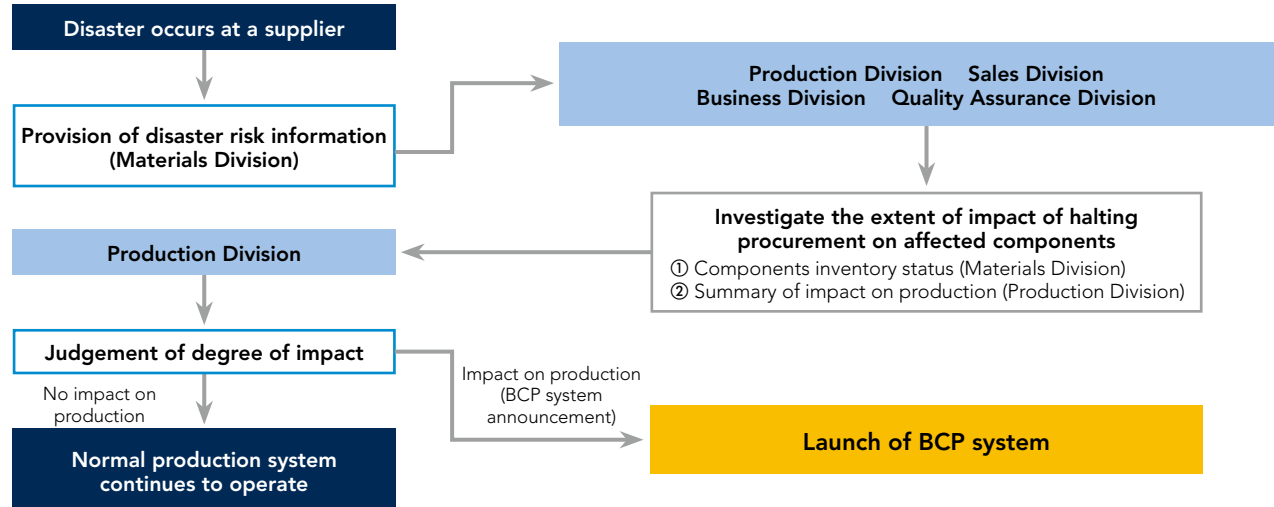 Disaster occurs at a supplier
Provision of disaster risk information
(Materials Division)
Production Division Sales Division
Business Division Quality Assurance Division
Investigate the extent of impact of halting
procurement on affected components
① Components inventory status (Materials Division)
② Summary of impact on production (Production Division)
Production Division
Judgement of degree of impact
No impact on
production
Normal production system
continues to operate
Impact on production
(BCP system
announcement)
Launch of BCP system